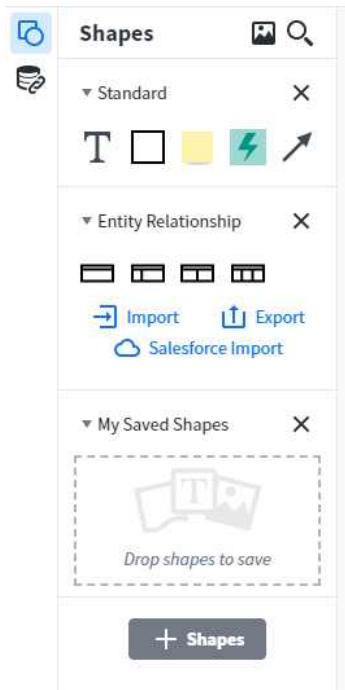 Shapes
Standard
T
Entity Relationship
Import
Export
Salesforce Import
My Saved Shapes
T
Drop shapes to save
+ Shapes